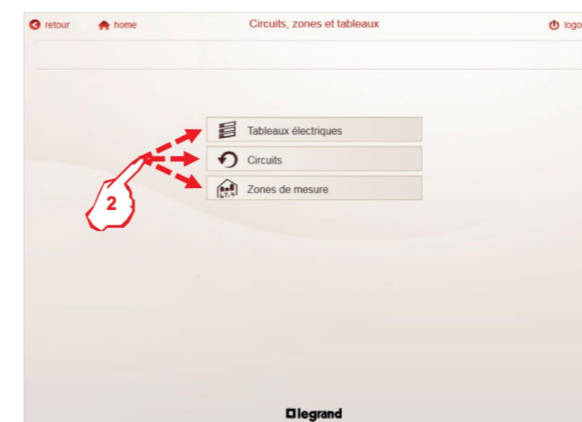 retour home Circuits, zones et tableaux logo
Tableaux électriques
Circuits
Zones de mesure
2
legrand